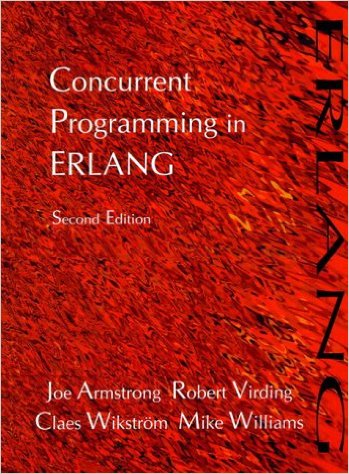 Concurrent
Programming in
ERLANG
Second Edition
ERLANG
Joe Armstrong Robert Virding
Claes Wikström Mike Williams